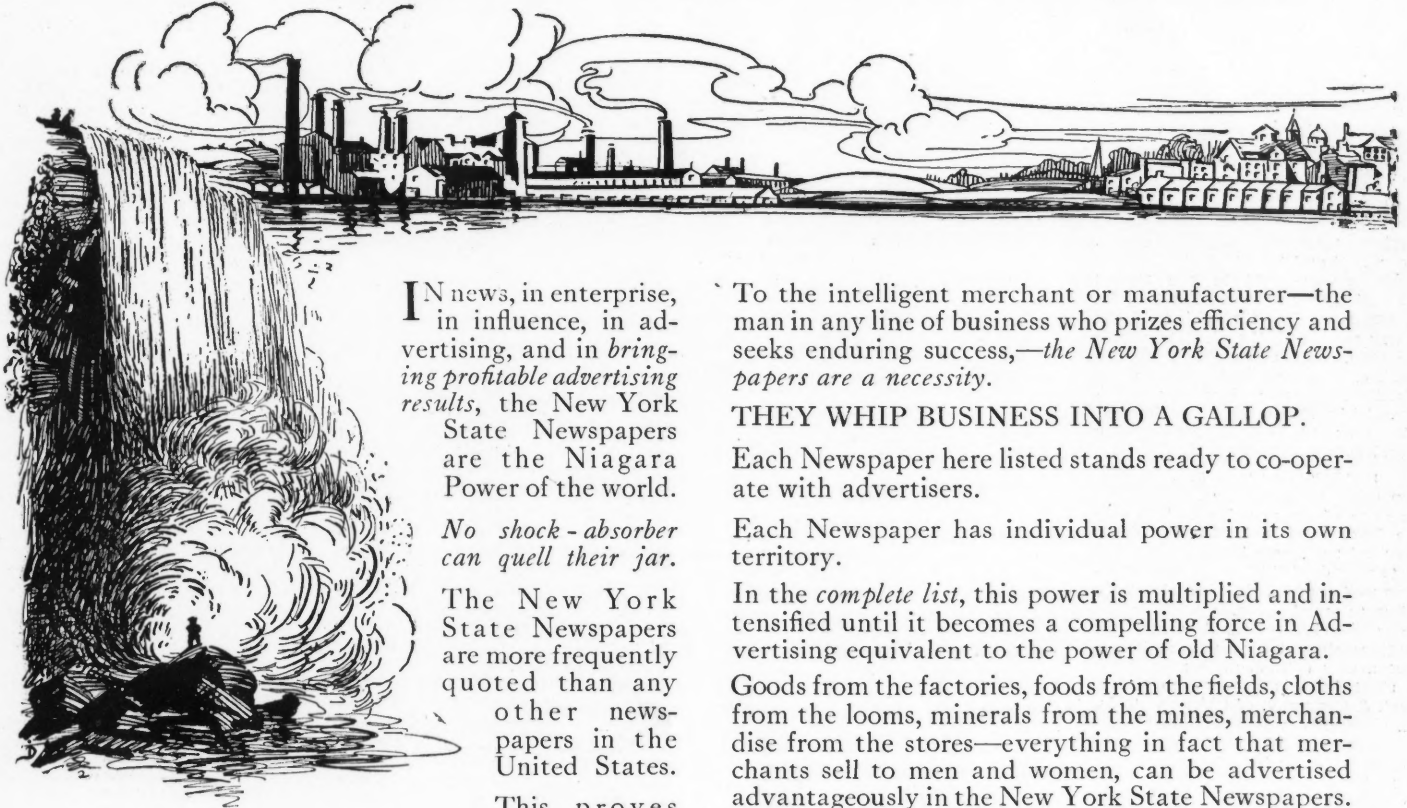 IN news, in enterprise,
in influence, in ad-
vertising, and in bring-
ing profitable advertising
results, the New York
State Newspapers
are the Niagara
Power of the world.
No shock-absorber
can quell their jar.
The New York
State Newspapers
are more frequently
quoted than any
other news-
papers in the
United States.
This proves
To the intelligent merchant or manufacturer—the
man in any line of business who prizes efficiency and
seeks enduring success,—the New York State News-
papers are a necessity.
THEY WHIP BUSINESS INTO A GALLOP.
Each Newspaper here listed stands ready to co-oper-
ate with advertisers.
Each Newspaper has individual power in its own
territory.
In the complete list, this power is multiplied and in-
tensified until it becomes a compelling force in Ad-
vertising equivalent to the power of old Niagara.
Goods from the factories, foods from the fields, cloths
from the looms, minerals from the mines, merchan-
dise from the stores—everything in fact that mer-
chants sell to men and women, can be advertised
advantageously in the New York State Newspapers.